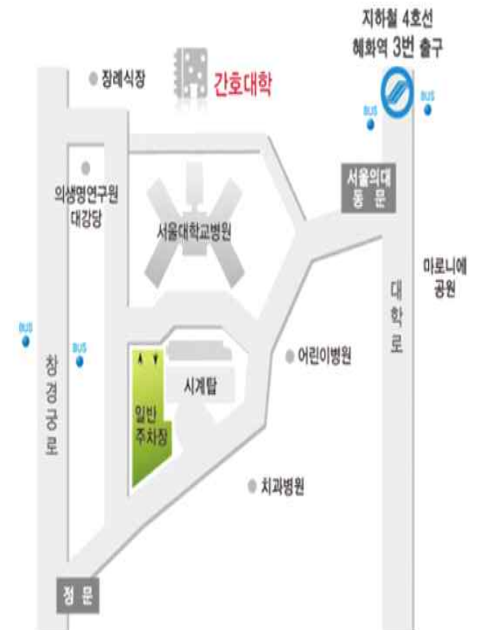 지하철 4호선
혜화역 3번 출구
장례식장
간호대학
BUS
BUS
서울의대
동 문
의생명연구원
대강당
서울대학교병원
마로니에
공원
대학로
BUS
BUS
창경궁로
어린이병원
시계탑
일반
주차장
치과병원
정 문